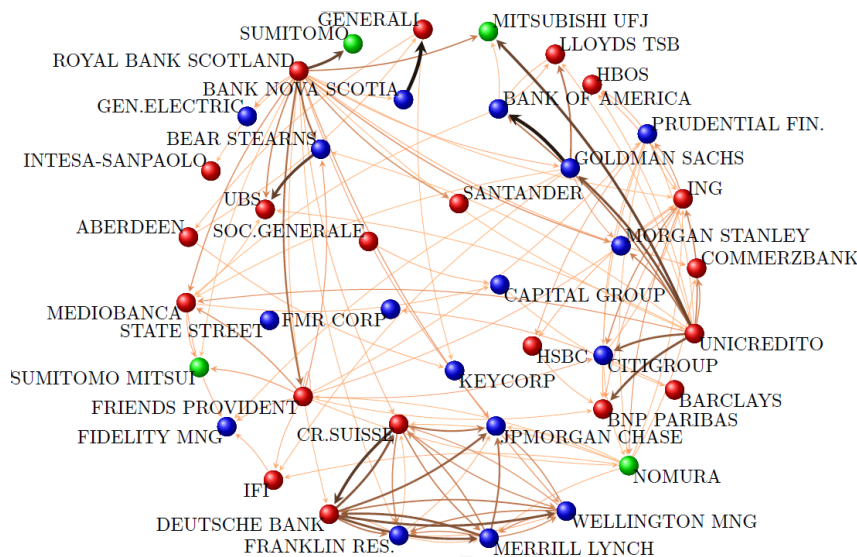 GENERALI
SUMITOMO
MITSUBISHI UFJ
LLOYDS TSB
ROYAL BANK SCOTLAND
HBOS
BANK NOVA SCOTIA
GEN.ELECTRIC
BANK OF AMERICA
PRUDENTIAL FIN.
BEAR STEARNS
GOLDMAN SACHS
INTESA-SANPAOLO
UBS
SANTANDER
ING
ABERDEEN
SOC.GENERALE
MORGAN STANLEY
COMMERZBANK
MEDIOBANCA
CAPITAL GROUP
STATE STREET
FMR CORP
UNICREDITO
HSBC
CITIGROUP
SUMITOMO MITSUI
KEYCORP
BARCLAYS
FRIENDS PROVIDENT
BNP PARIBAS
FIDELITY MNG
CR.SUISSE
JPMORGAN CHASE
NOMURA
IFI
DEUTSCHE BANK
WELLINGTON MNG
FRANKLIN RES.
MERRILL LYNCH